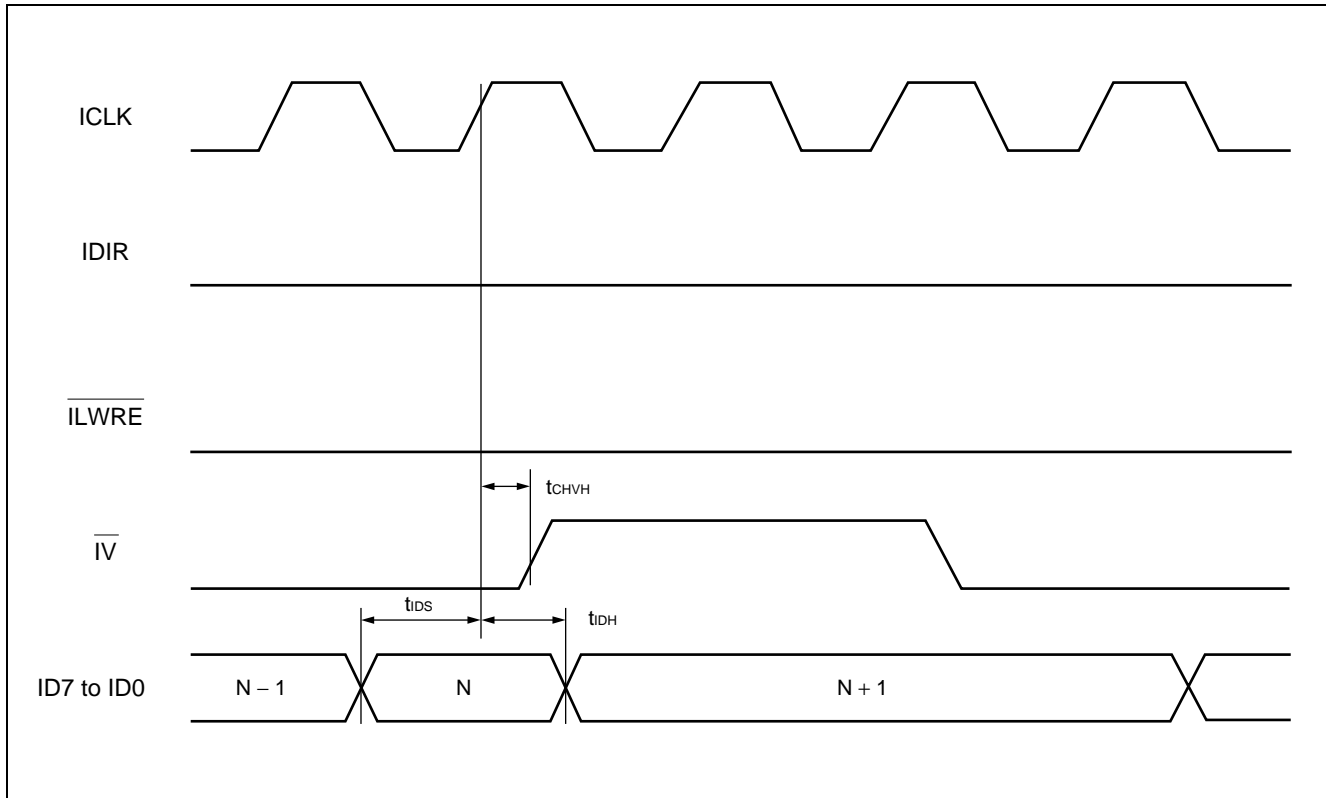 ICLK
IDIR
ILWRE
tCHVH
IV
tIDS
tIDH
ID7 to ID0
N − 1
N
N + 1